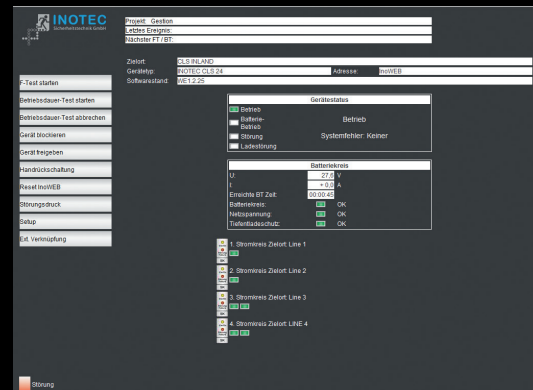 INOTEC
Sicherheitstechnik GmbH
Projekt: Gestion
Letztes Ereignis:
Nächster FT / BT:
Zielort: CLS INLAND
Gerätetyp: INOTEC CLS 24 Adresse: InoWEB
Softwarestand: WE1.2.25
F-Test starten
Betriebsdauer-Test starten
Betriebsdauer-Test abbrechen
Gerät blockieren
Gerät freigeben
Handrückschaltung
Reset InoWEB
Störungsdruck
Setup
Ext. Verknüpfung
Gerätestatus
Betrieb
Batterie-Betrieb
Betrieb
Störung
Systemfehler: Keiner
Ladestörung
Batteriekreis
U: 27,6 V
I: + 0,0 A
Erreichte BT Zeit: 00:00:45
Batteriekreis: OK
Netzspannung: OK
Tiefentladeschutz: OK
1. Stromkreis Zielort: Line 1
2. Stromkreis Zielort: Line 2
3. Stromkreis Zielort: Line 3
4. Stromkreis Zielort: LINE 4
Störung